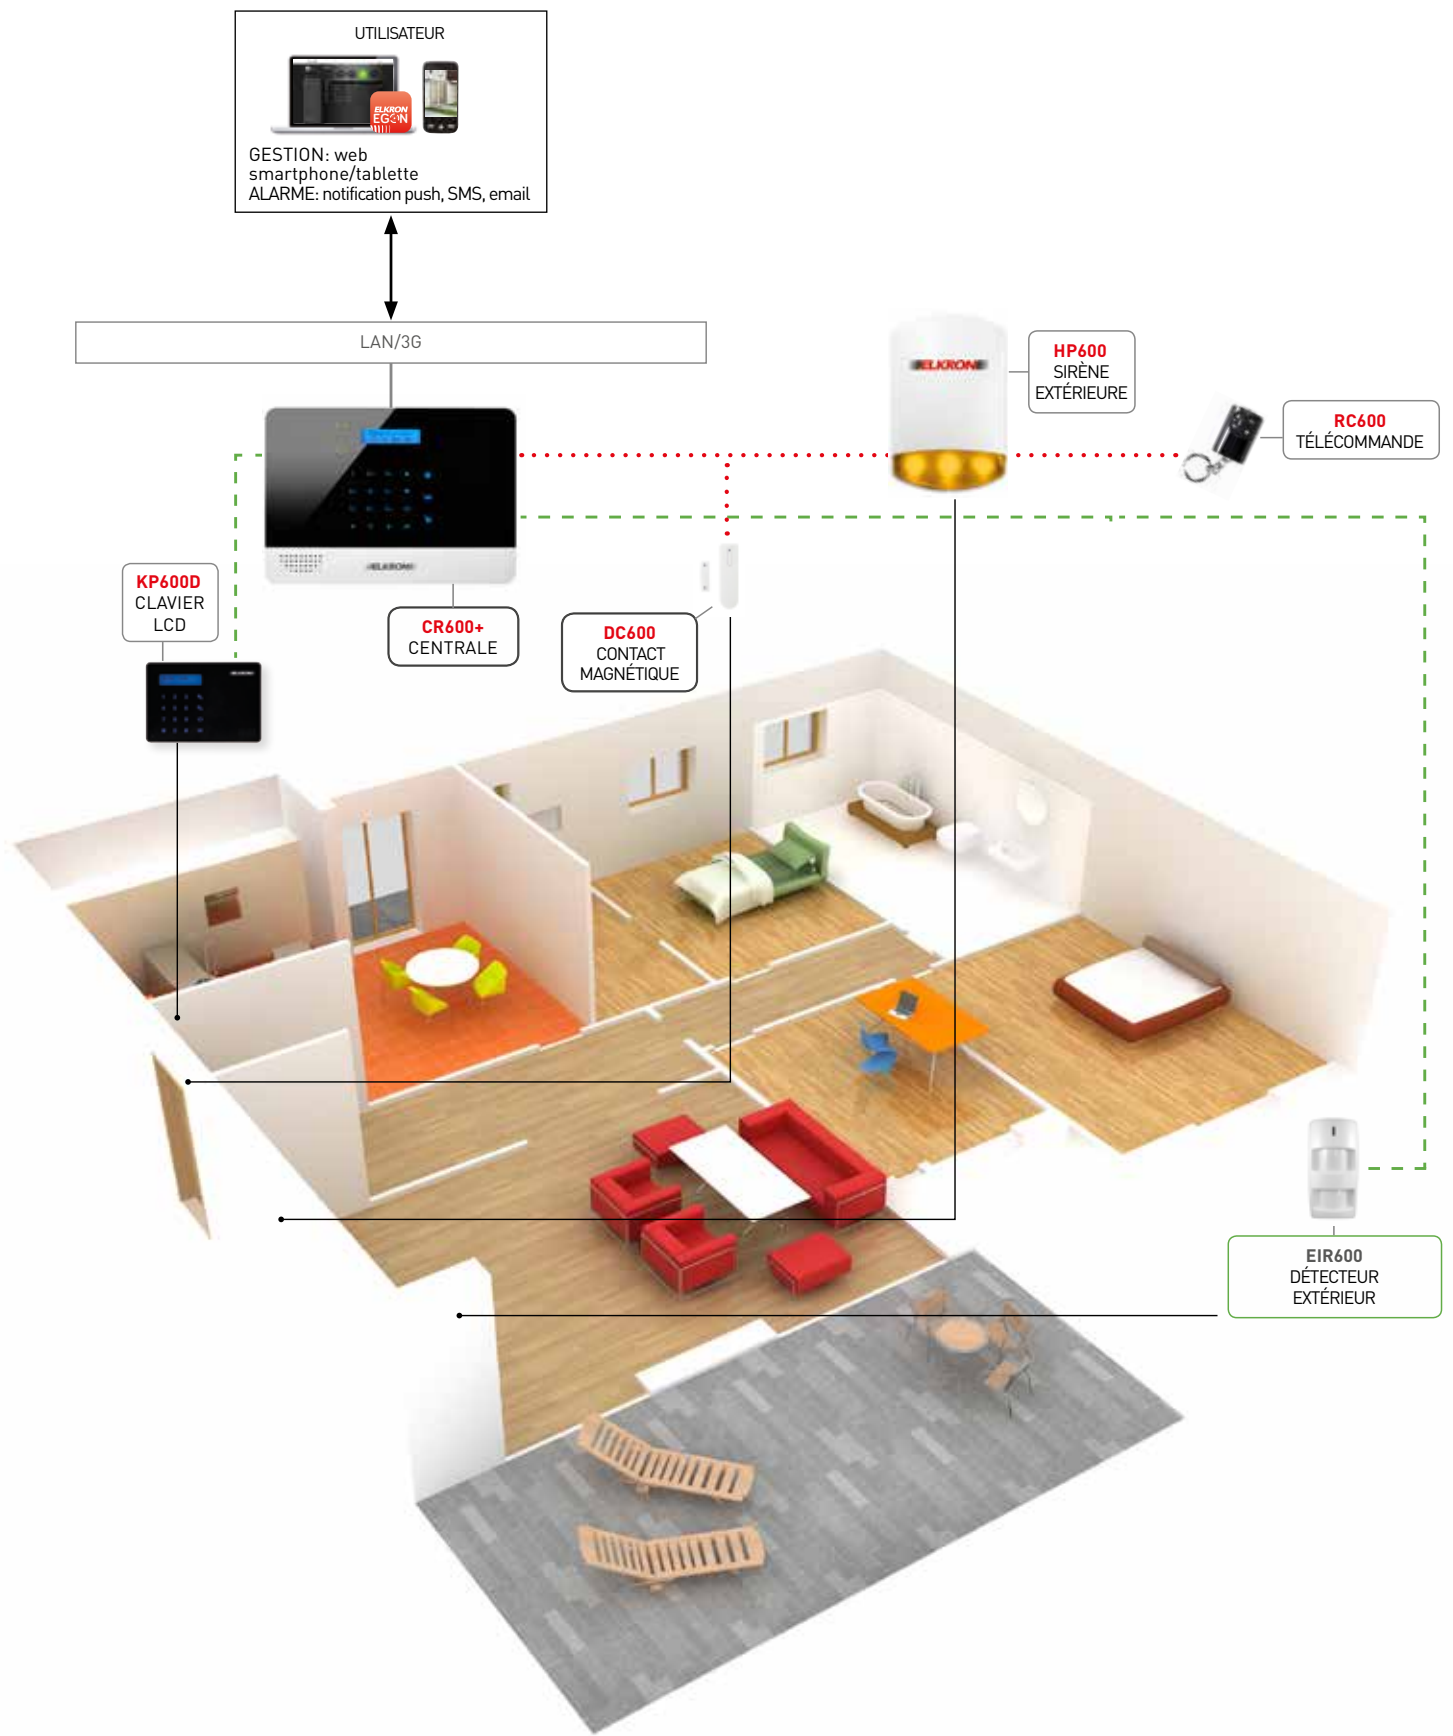 UTILISATEUR
ELKRON
EGON
GESTION: web
smartphone/tablette
ALARME: notification push, SMS, email
LAN/3G
ELKRON
HP600
SIRÈNE
EXTÉRIEURE
RC600
TÉLÉCOMMANDE
ELKRON
KP600D
CLAVIER
LCD
CR600+
CENTRALE
DC600
CONTACT
MAGNÉTIQUE
EIR600
DÉTECTEUR
EXTÉRIEUR